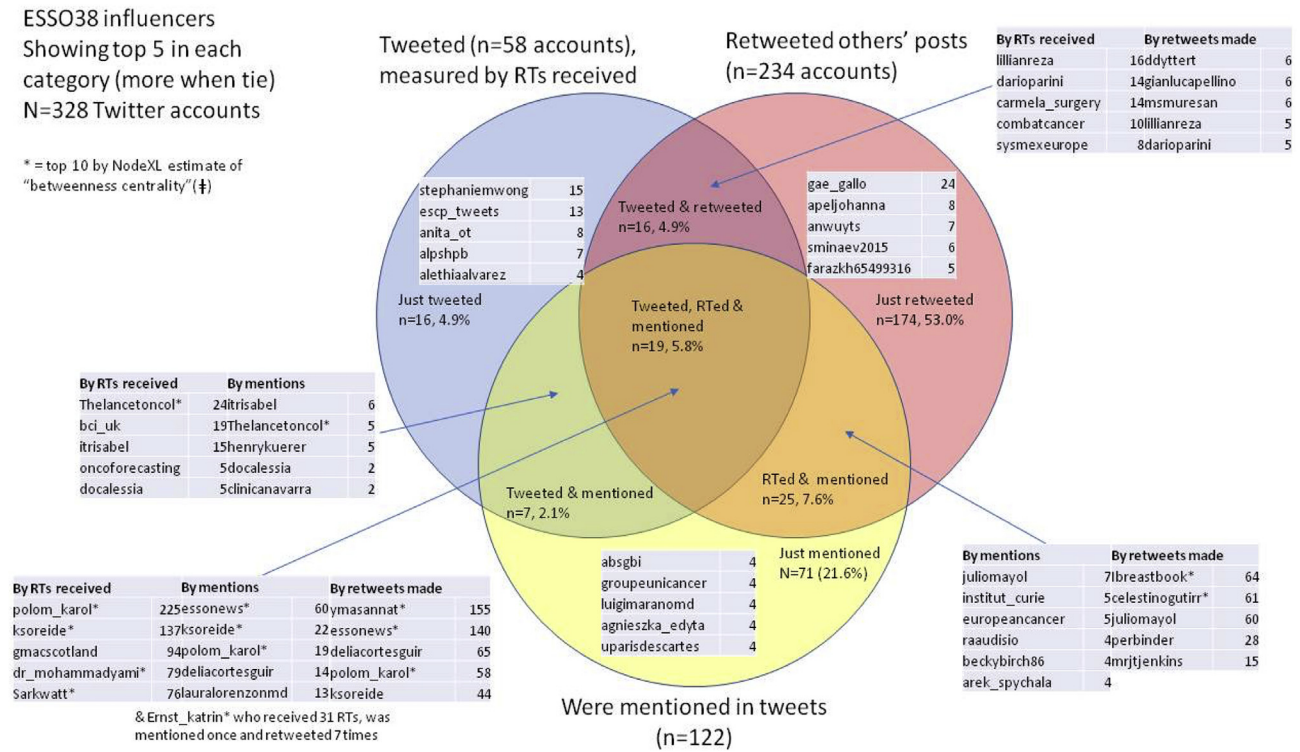 ESSO38 influencers
Showing top 5 in each
category (more when tie)
N=328 Twitter accounts
* = top 10 by NodeXL estimate of
“betweenness centrality”(ǂ)
Tweeted (n=58 accounts),
measured by RTs received
Retweeted others’ posts
(n=234 accounts)
By RTs received By retweets made
lillianreza 16 ddyttert 6
darioparini 14 gianlucapellino 6
carmela_surgery 14 msmuresan 6
combatcancer 10 lillianreza 5
sysmexeurope 8 darioparini 5
stephaniemwong 15
escp_tweets 13
anita_ot 8
alpshpb 7
alethiaalvarez 4
Just tweeted
n=16, 4.9%
Tweeted & retweeted
n=16, 4.9%
gae_gallo 24
apeljohanna 8
anwuyts 7
sminaev2015 6
farazkh65499316 5
Just retweeted
n=174, 53.0%
Tweeted, RTed &
mentioned
n=19, 5.8%
By RTs received By mentions
Thelancetoncol* 24 itrisabel 6
bci_uk 19 Thelancetoncol* 5
itrisabel 15 henrykuerer 5
oncoforecasting 5 docalessia 2
docalessia 5 clinicanavarra 2
Tweeted & mentioned
n=7, 2.1%
RTed & mentioned
n=25, 7.6%
Just mentioned
N=71 (21.6%)
absgbi 4
groupeunicancer 4
luigimaranomd 4
agnieszka_edyta 4
uparisdescartes 4
By RTs received By mentions By retweets made
polom_karol* 225 essonews* 60 ymasannat* 155
ksoreide* 137 ksoreide* 22 essonews* 140
gmacscotland 94 polom_karol* 19 deliacortesguir 65
dr_mohammadyami* 79 deliacortesguir 14 polom_karol* 58
Sarkwatt* 76 lauralorenzonmd 13 ksoreide 44
& Ernst_katrin* who received 31 RTs, was
mentioned once and retweeted 7 times
By mentions By retweets made
juliomayol 7 lbreastbook* 64
institut_curie 5 celestinogutirr* 61
europeancancer 5 juliomayol 60
raaudisio 4 perbinder 28
beckybirch86 4 mrjtjenkins 15
arek_spychala 4
Were mentioned in tweets
(n=122)